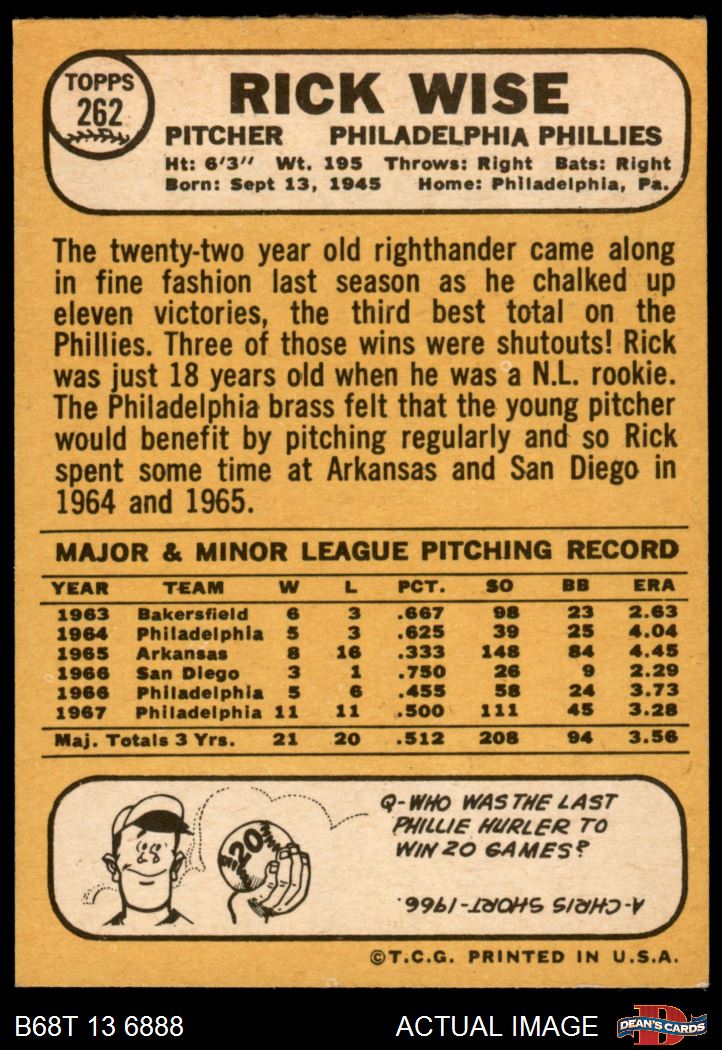 TOPPS
262
RICK WISE
PITCHER PHILADELPHIA PHILLIES
Ht: 6'3" Wt. 195 Throws: Right Bats: Right
Born: Sept 13, 1945 Home: Philadelphia, Pa.
The twenty-two year old righthander came along
in fine fashion last season as he chalked up
eleven victories, the third best total on the
Phillies. Three of those wins were shutouts! Rick
was just 18 years old when he was a N.L. rookie.
The Philadelphia brass felt that the young pitcher
would benefit by pitching regularly and so Rick
spent some time at Arkansas and San Diego in
1964 and 1965.
MAJOR & MINOR LEAGUE PITCHING RECORD
YEAR TEAM W L PCT. SO BB ERA
1963 Bakersfield 6 3 .667 98 23 2.63
1964 Philadelphia 5 3 .625 39 25 4.04
1965 Arkansas 8 16 .333 148 84 4.45
1966 San Diego 3 1 .750 26 9 2.29
1966 Philadelphia 5 6 .455 58 24 3.73
1967 Philadelphia 11 11 .500 111 45 3.28
Maj. Totals 3 Yrs. 21 20 .512 208 94 3.56
Q-WHO WAS THE LAST
PHILLIE HURLER TO
WIN 20 GAMES?
A-CHRIS SHORT-1966.
20
©T.C.G. PRINTED IN U.S.A.
B68T 13 6888 ACTUAL IMAGE
D
DEAN'S CARDS